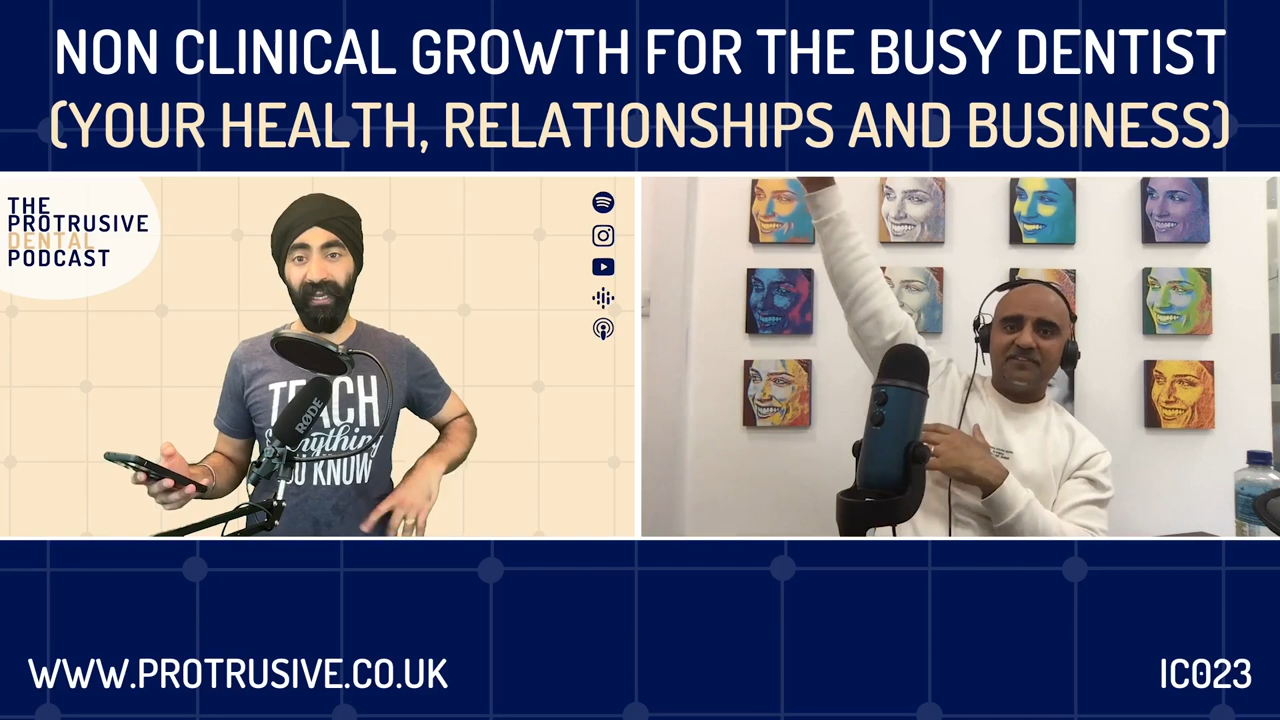 NON CLINICAL GROWTH FOR THE BUSY DENTIST
(YOUR HEALTH, RELATIONSHIPS AND BUSINESS)
THE
PROTRUSIVE
DENTAL
PODCAST
TEACH
YOU KNOW
RØDE
WWW.PROTRUSIVE.CO.UK
IC023